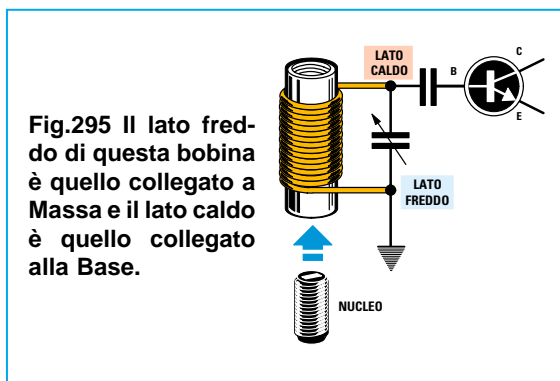 Fig.295 Il lato fred-
do di questa bobina
è quello collegato a
Massa e il lato caldo
è quello collegato
alla Base.
LATO
CALDO
B
C
E
LATO
FREDDO
NUCLEO